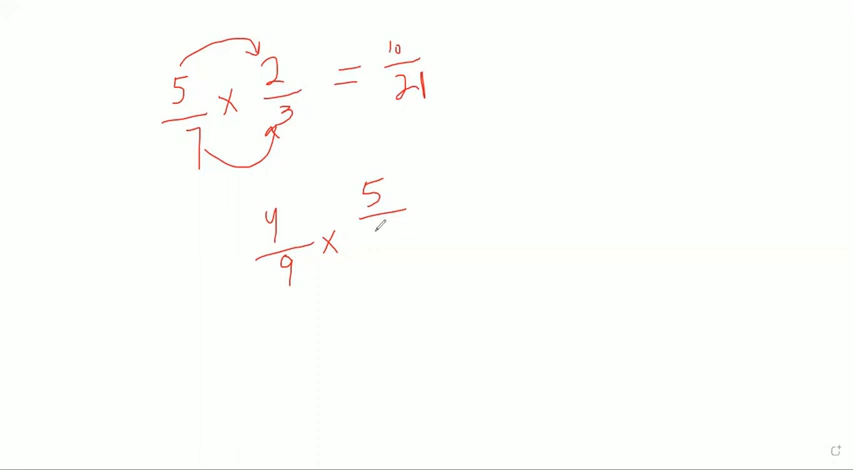 5/7 x 2/3 = 10/21
4/9 x 5/